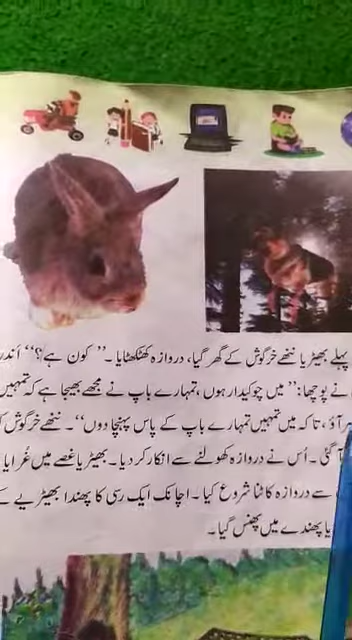 پہلے بھیڑیا ننھے خرگوش کے گھر گیا، دروازہ کھٹکھٹایا۔ ’’کون ہے؟‘‘ اندر
نے پوچھا: ’’میں چوکیدار ہوں، تمہارے باپ نے مجھے بھیجا ہے کہ تمہیں
آؤ، تاکہ میں تمہیں تمہارے باپ کے پاس پہنچا دوں‘‘۔ ننھے خرگوش
گئی۔ اُس نے دروازہ کھولنے سے انکار کر دیا۔ بھیڑیا غصے میں غُرایا
سے دروازہ کاٹنا شروع کیا۔ اچانک ایک رسی کا پھندا بھیڑیے کے
یا پھندے میں پھنس گیا۔